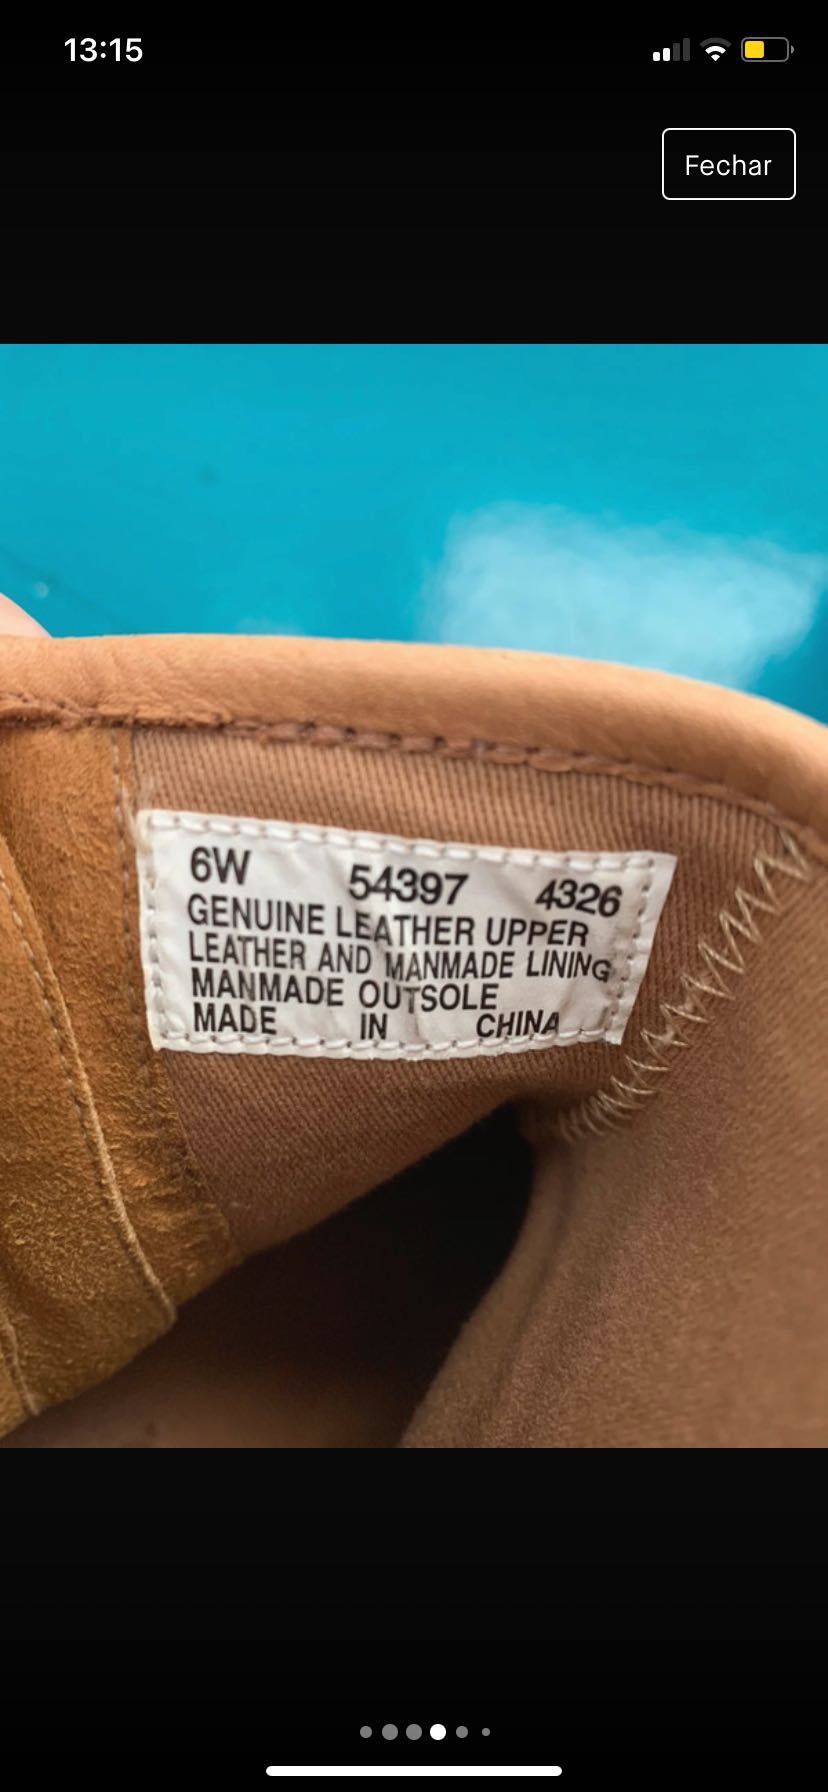 13:15
Fechar
6W 54397 4326
GENUINE LEATHER UPPER
LEATHER AND MANMADE LINING
MANMADE OUTSOLE
MADE IN CHINA